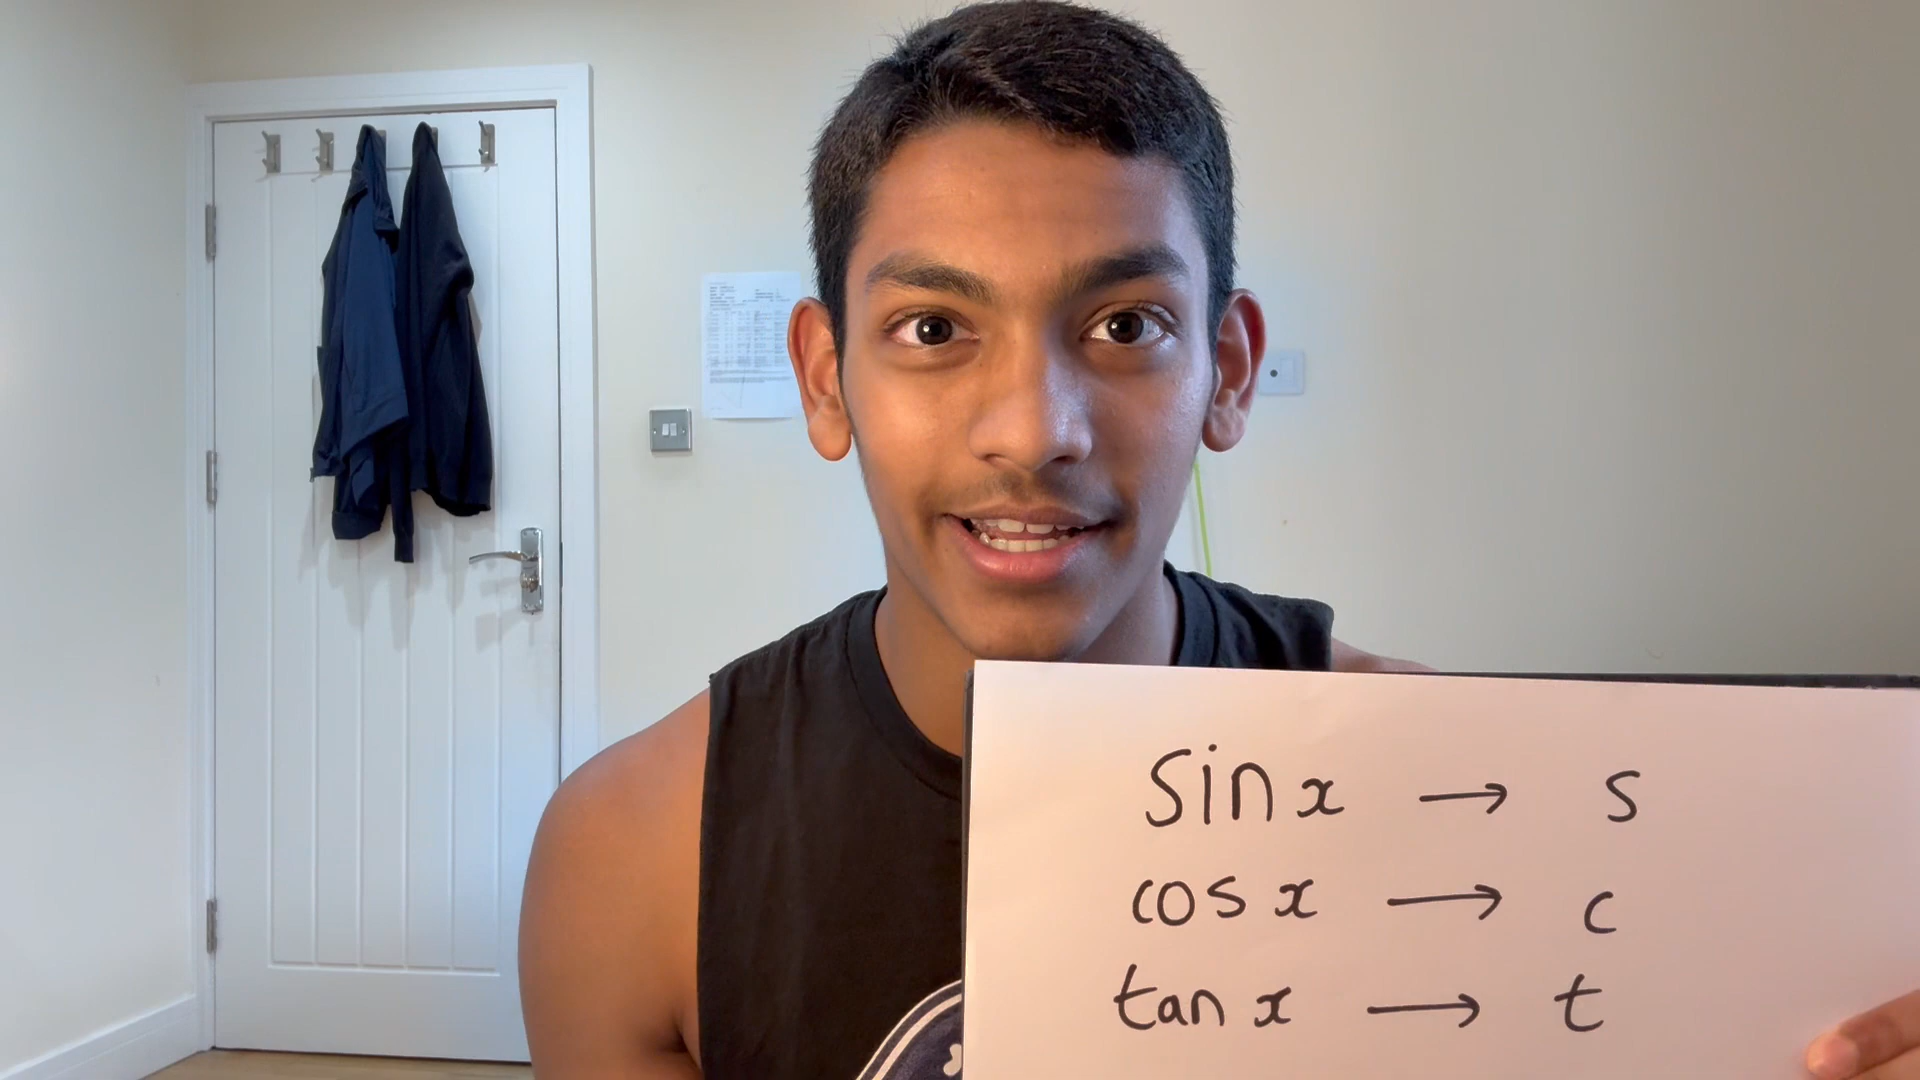 sin x → s
cos x → c
tan x → t